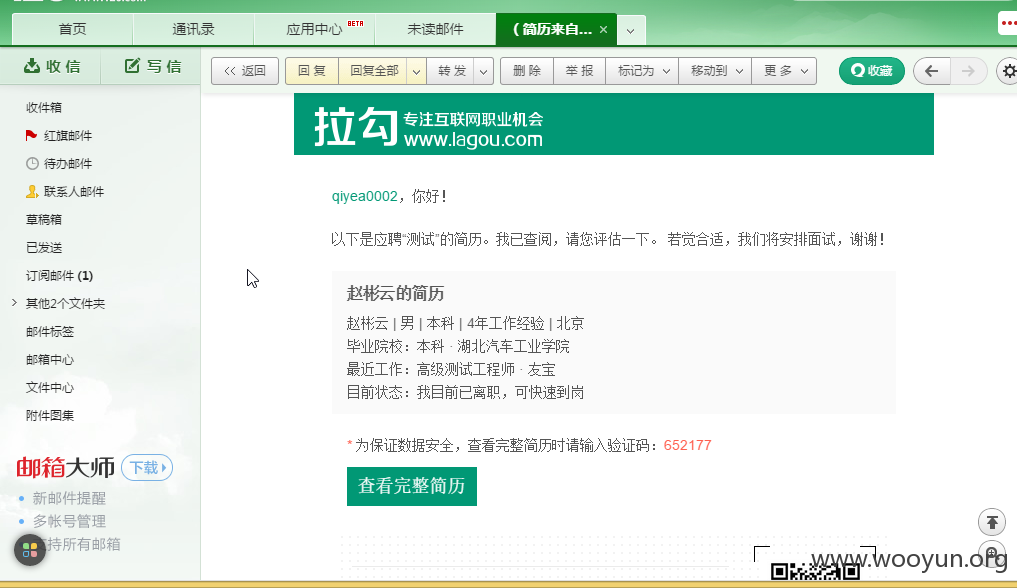 首页 通讯录 应用中心 BETA 未读邮件 (简历来自... ×
收信 写信
<< 返回 回复 回复全部 转发 删除 举报 标记为 移动到 更多 收藏
收件箱
红旗邮件
待办邮件
联系人邮件
草稿箱
已发送
订阅邮件 (1)
其他2个文件夹
邮件标签
邮箱中心
文件中心
附件图集
邮箱大师 下载
新邮件提醒
多帐号管理
持所有邮箱
拉勾 专注互联网职业机会
www.lagou.com
qiyea0002，你好！
以下是应聘“测试”的简历。我已查阅，请您评估一下。 若觉合适，我们将安排面试，谢谢！
赵彬云的简历
赵彬云 | 男 | 本科 | 4年工作经验 | 北京
毕业院校：本科 · 湖北汽车工业学院
最近工作：高级测试工程师 · 友宝
目前状态：我目前已离职，可快速到岗
* 为保证数据安全，查看完整简历时请输入验证码：652177
查看完整简历
www.wooyun.org